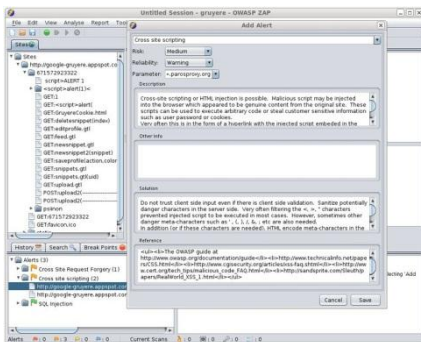 Untitled Session - gruyere - OWASP ZAP
File Edit View Analyse Report
Sites
Sites
http://google-gruyere.appspot.co
671572923322
script>ALERT 1
<script>alert(1)<
GET:1
GET:<script>alert(
GET:GruyereCookie.html
GET:deletesnippet(index)
GET:editprofile.gtl
GET:feed.gtl
GET:newsnippet.gtl
GET:newsnippet2(snippet)
GET:saveprofile(action,color
GET:snippets.gtl
GET:snippets.gtl(uid)
GET:upload.gtl
POST:upload2(
POST:upload2(
GET:671572923322
GET:favicon.ico
History Search Break Points
Alerts (3)
Cross Site Request Forgery (1)
Cross site scripting (2)
http://google-gruyere.appspot.com
http://google-gruyere.appspot.com
SQL Injection
Alerts 0 3 0 0 Current Scans 0 0 0 0
Add Alert
Cross site scripting
Risk: Medium
Reliability: Warning
Parameter: .parosproxy.org
Description
Cross-site scripting or HTML injection is possible. Malicious script may be injected
into the browser which appeared to be genuine content from the original site. These
scripts can be used to execute arbitrary code or steal customer sensitive information
such as user password or cookies.
Very often this is in the form of a hyperlink with the injected script embeded in the
Other Info
Solution
Do not trust client side input even if there is client side validation. Sanitize potentially
danger characters in the server side. Very often filtering the <, >, " characters
prevented injected script to be executed in most cases. However, sometimes other
danger meta-characters such as ' , (, ), /, &, ; etc are also needed.
In addition (or if these characters are needed), HTML encode meta-characters in the
Reference
<ul><li>The OWASP guide at
http://www.owasp.org/documentation/guide</li><li>http://www.technicalinfo.net/pape
rs/CSS.html</li><li>http://www.cgisecurity.org/articles/xss-faq.shtml</li><li>http://ww
w.cert.org/tech_tips/malicious_code_FAQ.html</li><li>http://sandsprite.com/Sleuth/p
apers/RealWorld_XSS_1.html</li></ul>
Cancel Save
lecting 'Add